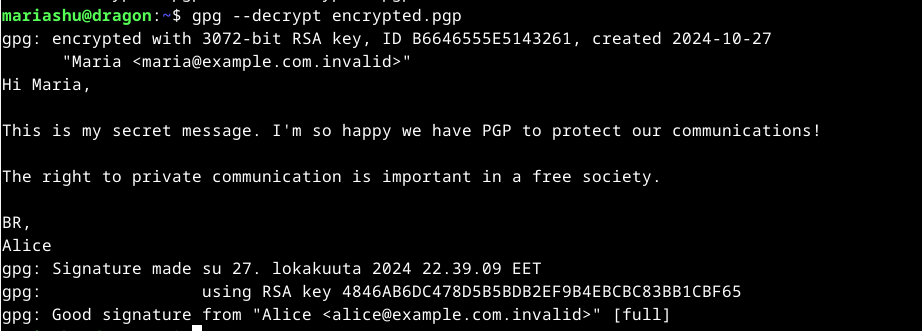 mariashu@dragon:~$ gpg --decrypt encrypted.pgp
gpg: encrypted with 3072-bit RSA key, ID B6646555E5143261, created 2024-10-27
      "Maria <maria@example.com.invalid>"
Hi Maria,

This is my secret message. I'm so happy we have PGP to protect our communications!

The right to private communication is important in a free society.

BR,
Alice
gpg: Signature made su 27. lokakuuta 2024 22.39.09 EET
gpg:                using RSA key 4846AB6DC478D5B5BDB2EF9B4EBCBC83BB1CBF65
gpg: Good signature from "Alice <alice@example.com.invalid>" [full]